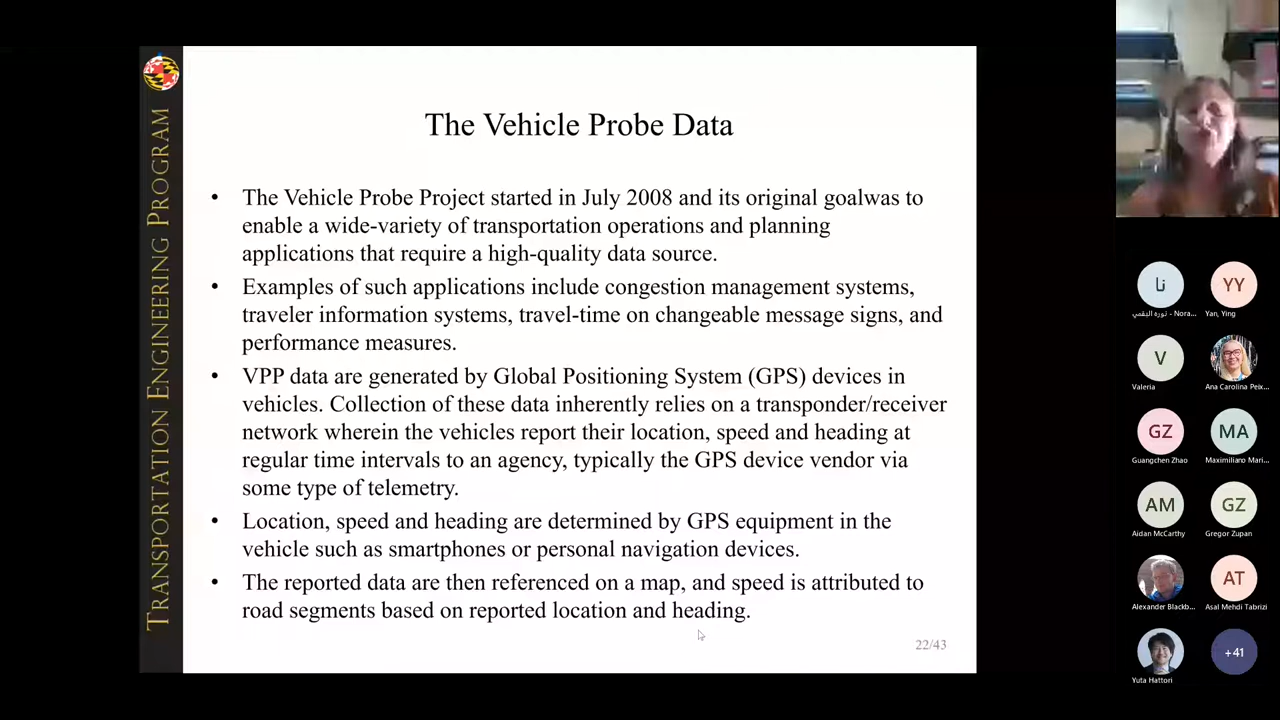 TRANSPORTATION ENGINEERING PROGRAM
The Vehicle Probe Data
• The Vehicle Probe Project started in July 2008 and its original goalwas to
enable a wide-variety of transportation operations and planning
applications that require a high-quality data source.
• Examples of such applications include congestion management systems,
traveler information systems, travel-time on changeable message signs, and
performance measures.
• VPP data are generated by Global Positioning System (GPS) devices in
vehicles. Collection of these data inherently relies on a transponder/receiver
network wherein the vehicles report their location, speed and heading at
regular time intervals to an agency, typically the GPS device vendor via
some type of telemetry.
• Location, speed and heading are determined by GPS equipment in the
vehicle such as smartphones or personal navigation devices.
• The reported data are then referenced on a map, and speed is attributed to
road segments based on reported location and heading.
22/43
نا
YY
نوره البقمي - Nora...
Yan, Ying
V
Valeria
Ana Carolina Peix...
GZ
MA
Guangchen Zhao
Maximiliano Mari...
AM
GZ
Aidan McCarthy
Gregor Zupan
AT
Alexander Blackb...
Asal Mehdi Tabrizi
+41
Yuta Hattori